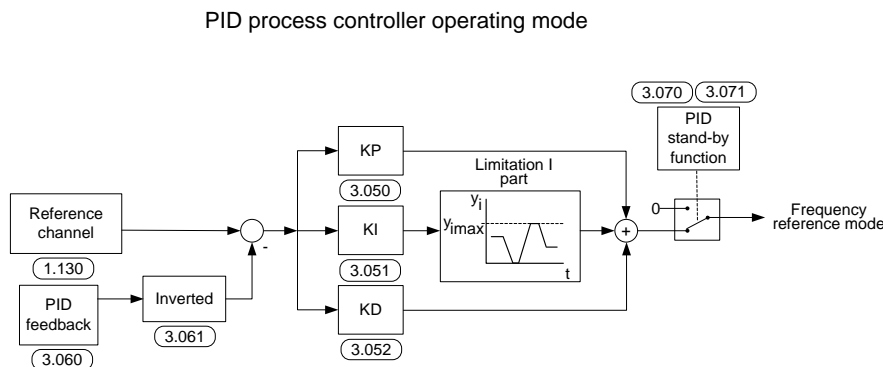 PID process controller operating mode
3.070 3.071
PID
stand-by
function
KP
3.050
Limitation I
part
yi
yimax
t
0
Frequency
reference mode
Reference
channel
1.130
-
KI
3.051
+
PID
feedback
3.060
Inverted
3.061
KD
3.052